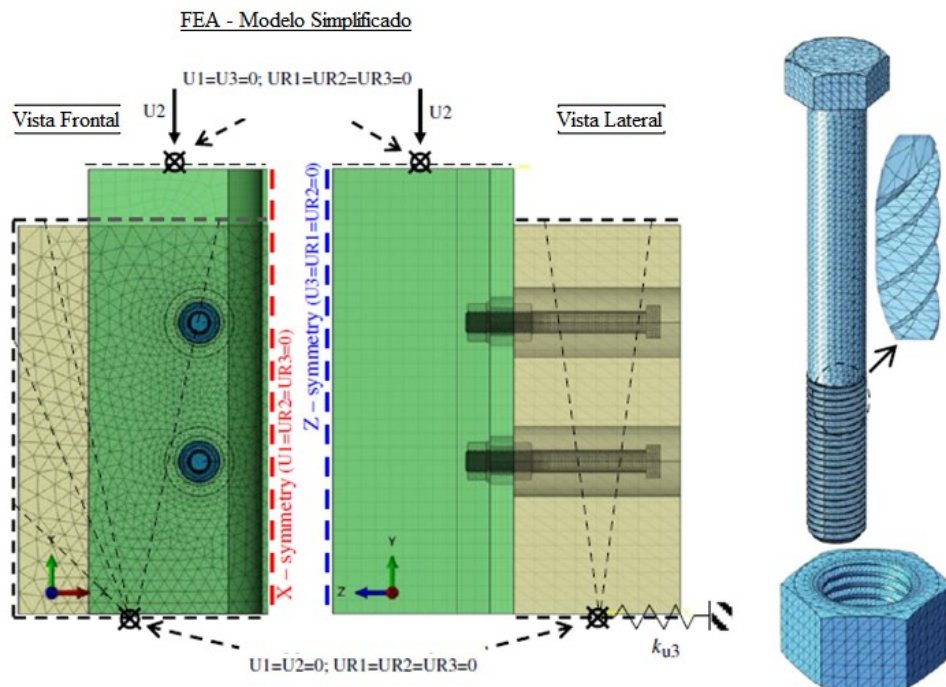 FEA - Modelo Simplificado
U1=U3=0; UR1=UR2=UR3=0
Vista Frontal
U2
U2
Vista Lateral
X – symmetry (U1=UR2=UR3=0)
Z – symmetry (U3=UR1=UR2=0)
Y
X
Y
Z
U1=U2=0; UR1=UR2=UR3=0
ku3